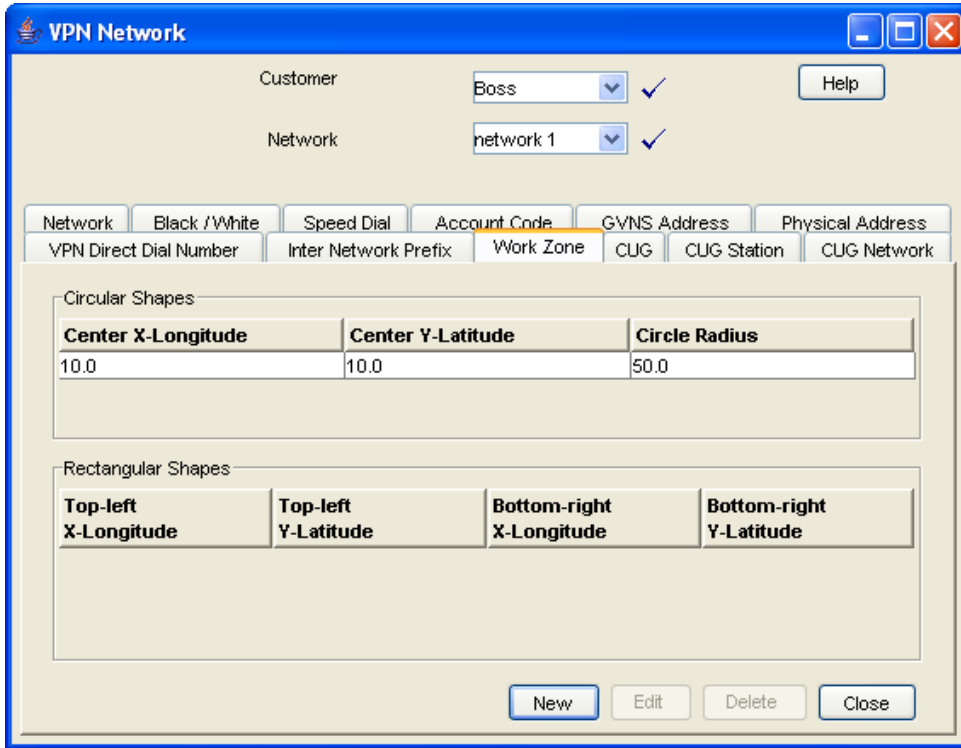 VPN Network
Customer Boss Help
Network network 1
Network Black / White Speed Dial Account Code GVNS Address Physical Address
VPN Direct Dial Number Inter Network Prefix Work Zone CUG CUG Station CUG Network
Circular Shapes
Center X-Longitude Center Y-Latitude Circle Radius
10.0 10.0 50.0
Rectangular Shapes
Top-left Top-left Bottom-right Bottom-right
X-Longitude Y-Latitude X-Longitude Y-Latitude
New Edit Delete Close